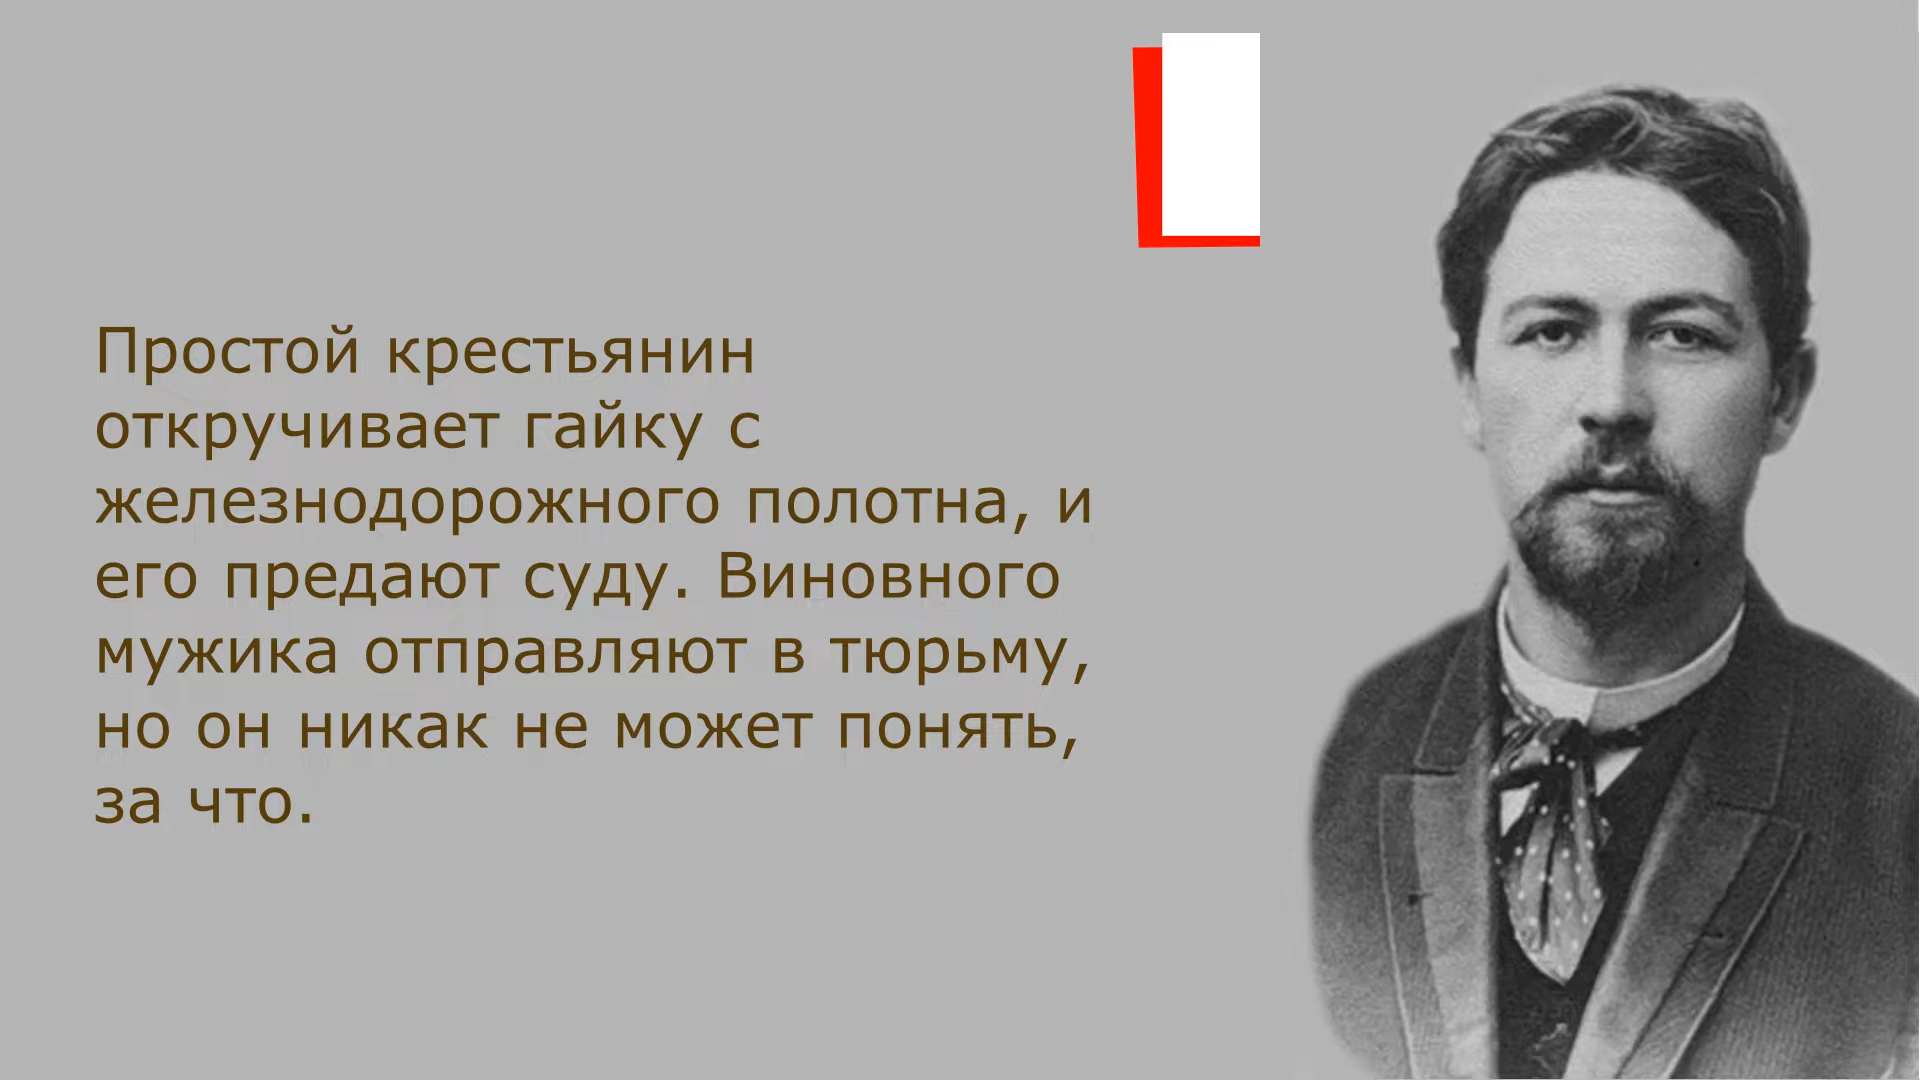 Простой крестьянин
откручивает гайку с
железнодорожного полотна, и
его предают суду. Виновного
мужика отправляют в тюрьму,
но он никак не может понять,
за что.